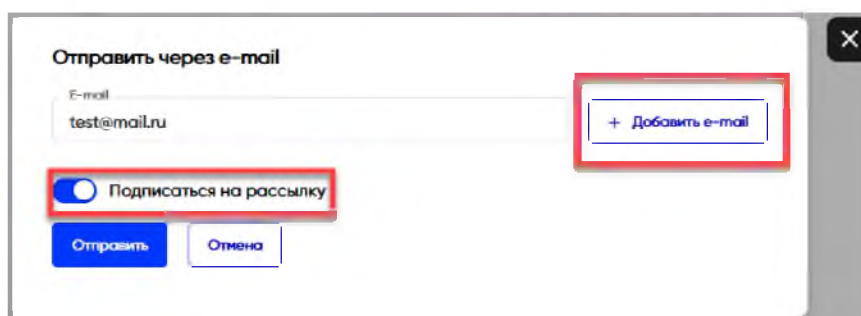 Отправить через e-mail
E-mail
test@mail.ru
+ Добавить e-mail
Подписаться на рассылку
Отправить
Отмена